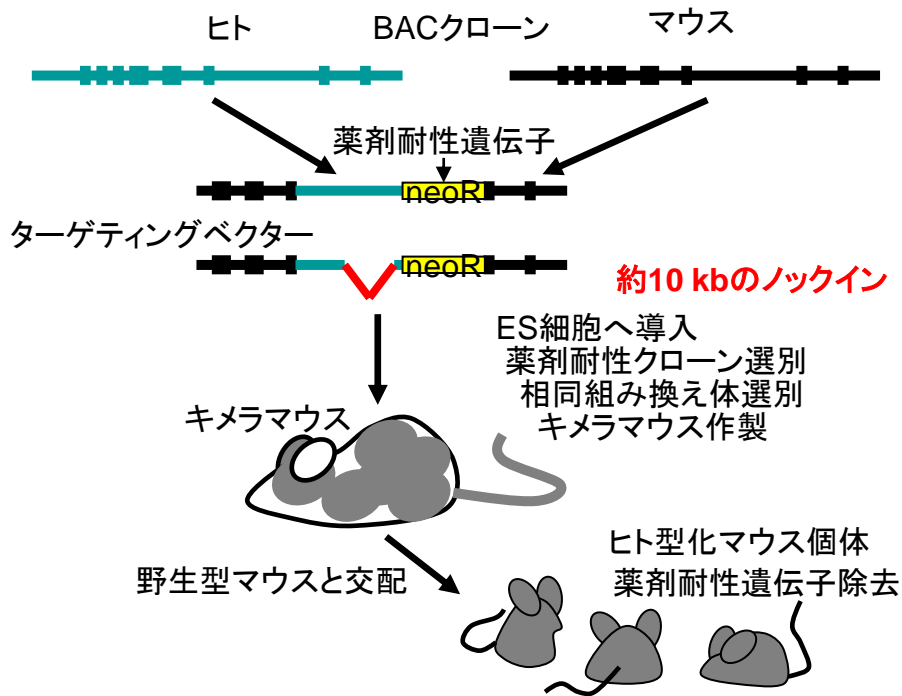 ヒト
BACクローン
マウス
薬剤耐性遺伝子
neoR
ターゲティングベクター
neoR
約10 kbのノックイン
ES細胞へ導入
薬剤耐性クローン選別
相同組み換え体選別
キメラマウス作製
キメラマウス
野生型マウスと交配
ヒト型化マウス個体
薬剤耐性遺伝子除去